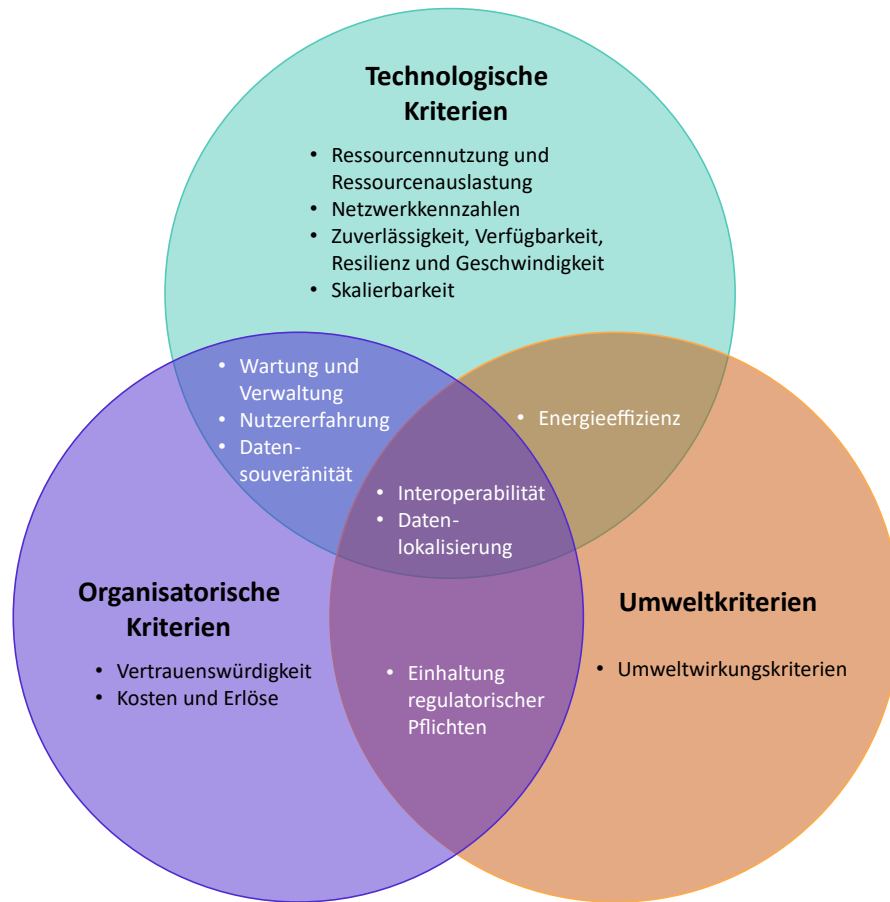 Technologische
Kriterien
• Ressourcennutzung und
Ressourcenauslastung
• Netzwerkkennzahlen
• Zuverlässigkeit, Verfügbarkeit,
Resilienz und Geschwindigkeit
• Skalierbarkeit
• Wartung und
Verwaltung
• Nutzererfahrung
• Daten-
souveränität
• Energieeffizienz
• Interoperabilität
• Daten-
lokalisierung
Organisatorische
Kriterien
• Vertrauenswürdigkeit
• Kosten und Erlöse
• Einhaltung
regulatorischer
Pflichten
Umweltkriterien
• Umweltwirkungskriterien